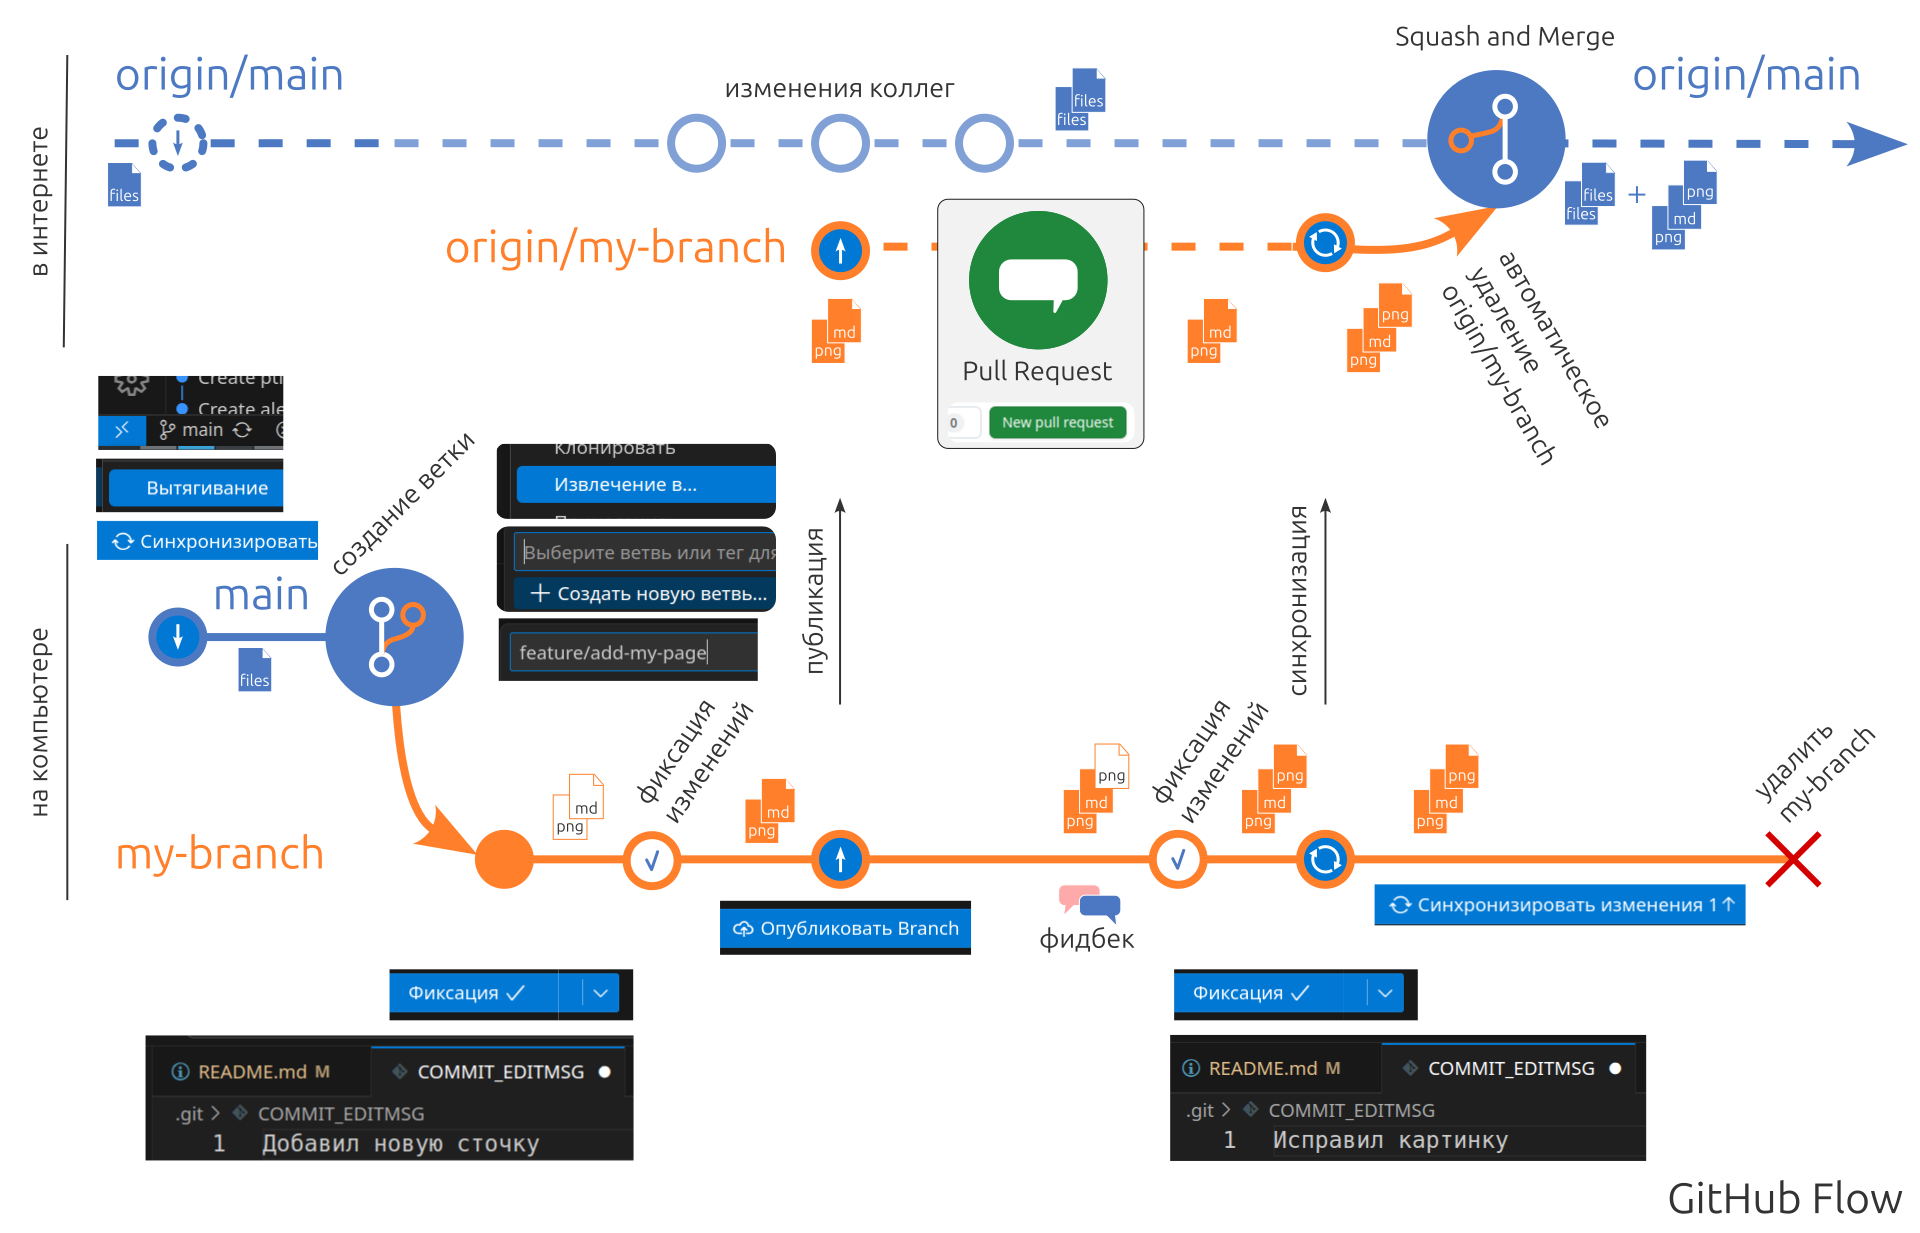 Squash and Merge
origin/main
изменения коллег
files
files
origin/main
в интернете
files
files
files
+
png
md
png
origin/my-branch
md
png
Pull Request
0
New pull request
md
png
png
md
png
автоматическое
удаление
origin/my-branch
Create ale
main
Вытягивание
Синхронизировать
создание ветки
Клонировать
Извлечение в...
Выберите ветвь или тег для
+ Создать новую ветвь...
feature/add-my-page
публикация
синхронизация
на компьютере
main
files
фиксация
изменений
md
png
md
png
png
md
png
фиксация
изменений
png
md
png
png
md
png
удалить
my-branch
my-branch
Опубликовать Branch
фидбек
Синхронизировать изменения 1↑
Фиксация ✓
README.md M
COMMIT_EDITMSG ●
.git > COMMIT_EDITMSG
1 Добавил новую сточку
Фиксация ✓
README.md M
COMMIT_EDITMSG ●
.git > COMMIT_EDITMSG
1 Исправил картинку
GitHub Flow